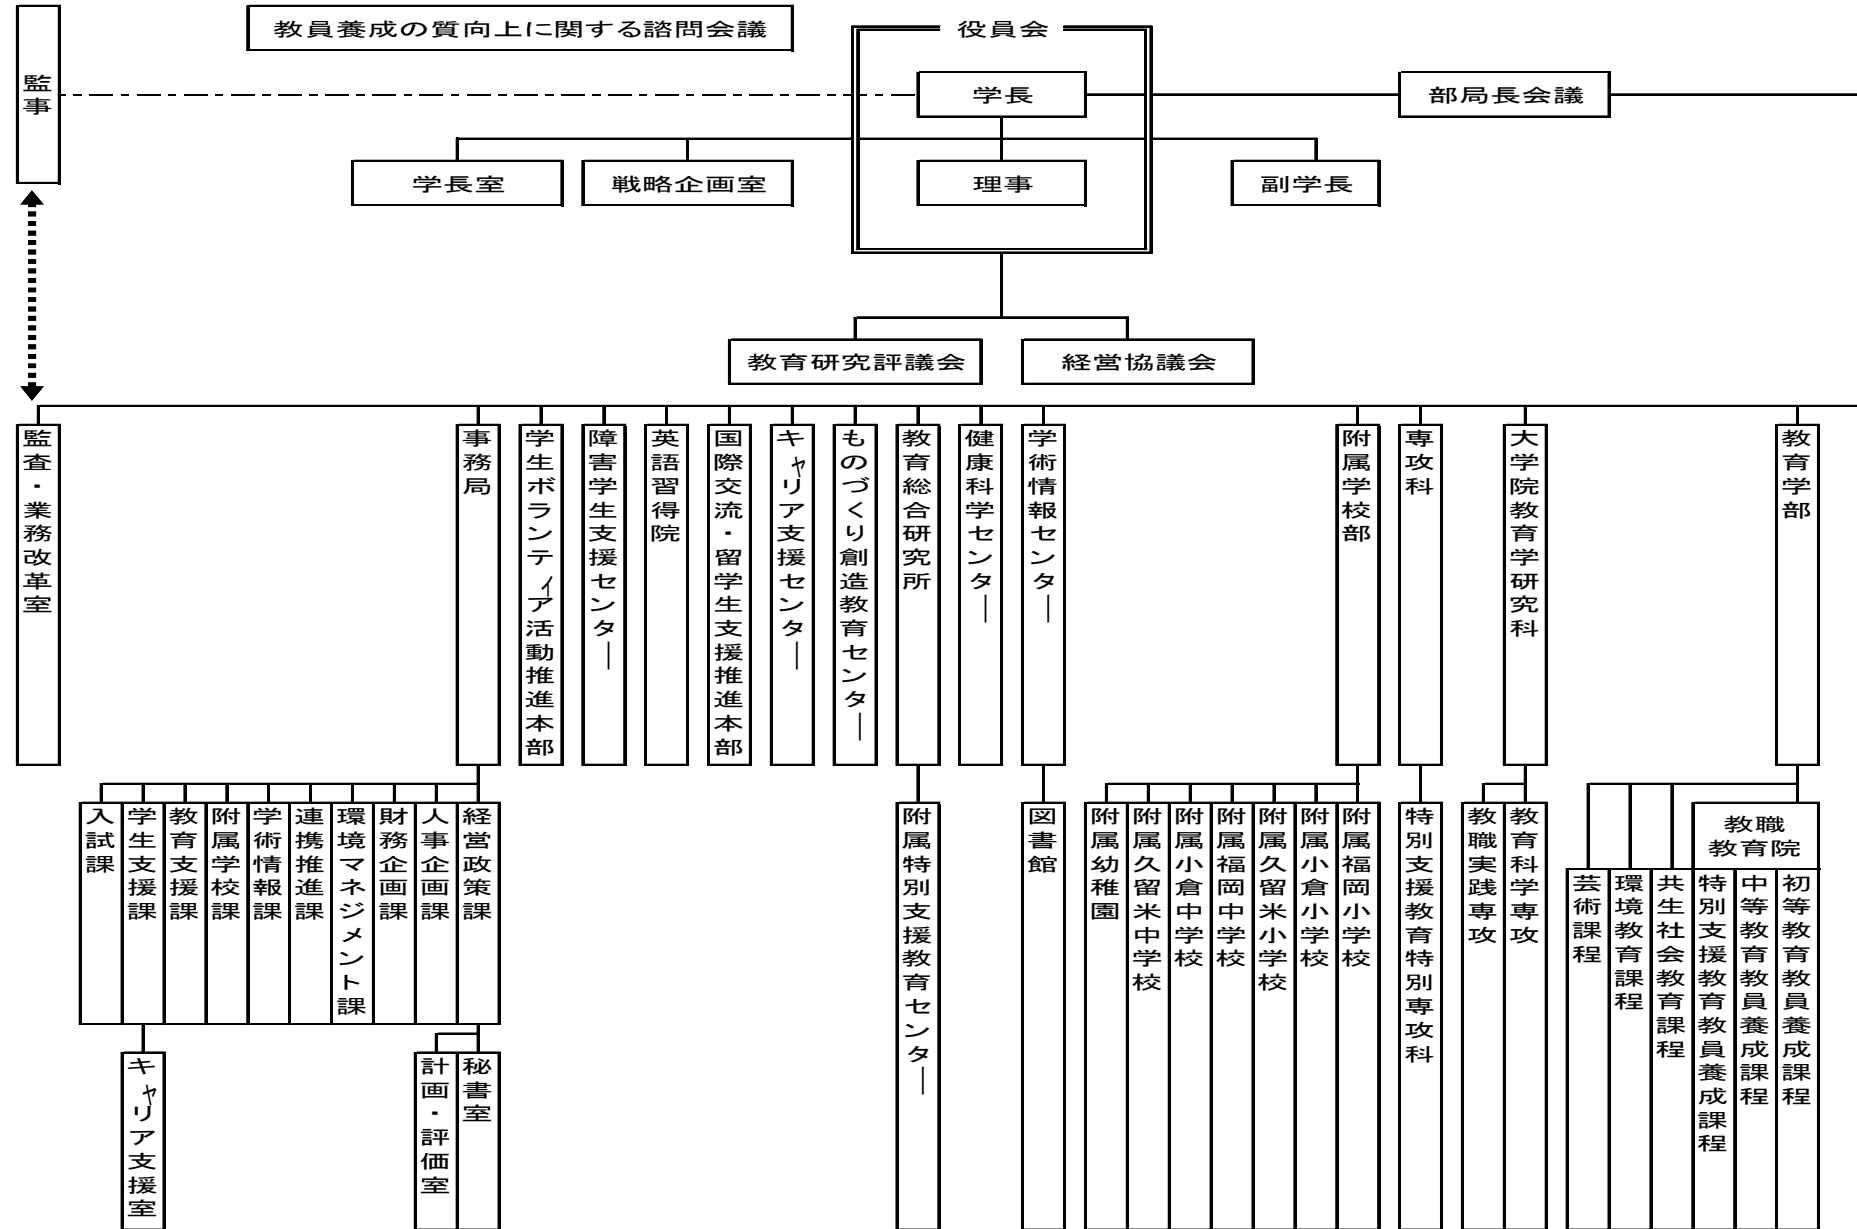 教員養成の質向上に関する諮問会議
役員会
監事
学長
部局長会議
学長室
戦略企画室
理事
副学長
教育研究評議会
経営協議会
監査・業務改革室
事務局
学生ボランティア活動推進本部
障害学生支援センター
英語習得院
国際交流・留学生支援推進本部
キャリア支援センター
ものづくり創造教育センター
教育総合研究所
健康科学センター
学術情報センター
附属学校部
専攻科
大学院教育学研究科
教育学部
入試課
学生支援課
教育支援課
附属学校課
学術情報課
連携推進課
環境マネジメント課
財務企画課
人事企画課
経営政策課
附属特別支援教育センター
図書館
附属幼稚園
附属久留米中学校
附属小倉中学校
附属福岡中学校
附属久留米小学校
附属小倉小学校
附属福岡小学校
特別支援教育特別専攻科
教職実践専攻
教育科学専攻
教職
教育院
芸術課程
環境教育課程
共生社会教育課程
特別支援教育教員養成課程
中等教育教員養成課程
初等教育教員養成課程
キャリア支援室
計画・評価室
秘書室